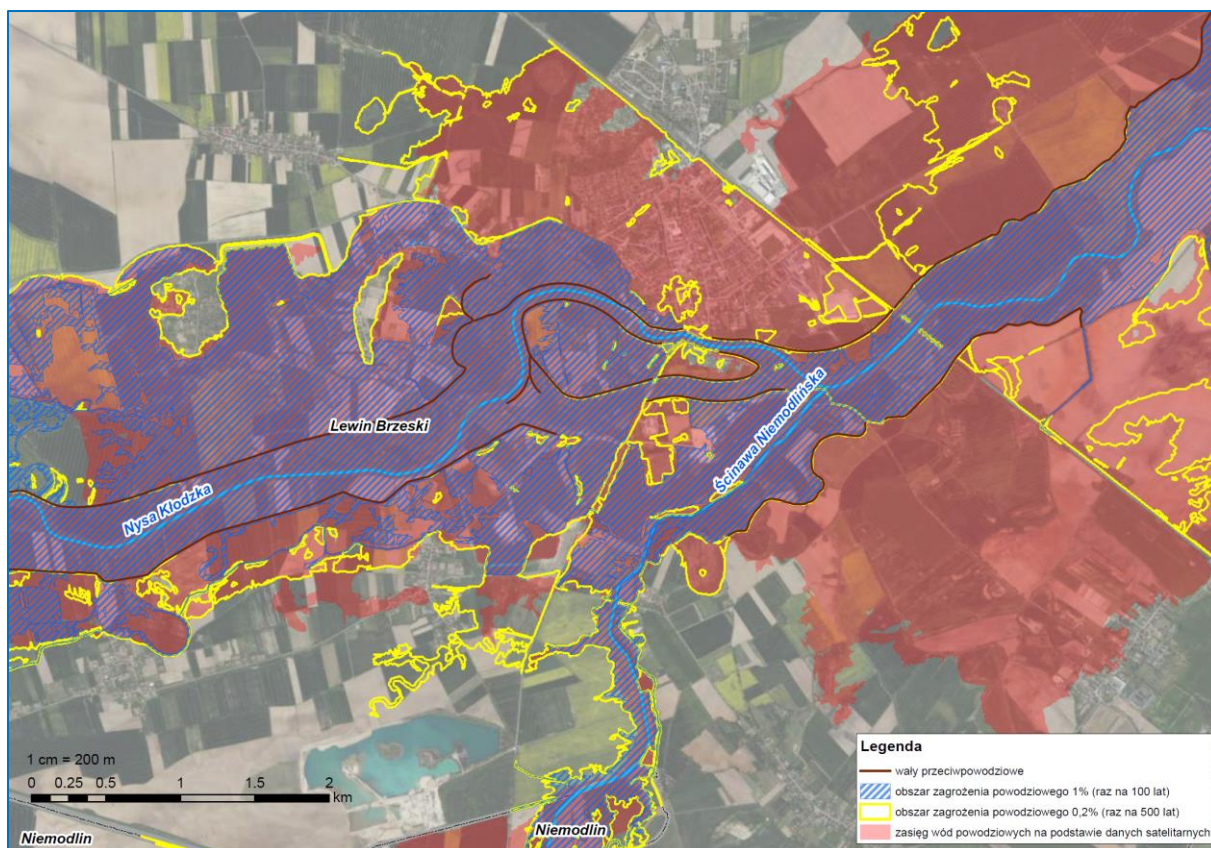 Lewin Brzeski
Nysa Kłodzka
Ścinawa Niemodlińska
1 cm = 200 m
0 0.25 0.5 1 1.5 2
km
Niemodlin
Niemodlin
Legenda
wały przeciwpowodziowe
obszar zagrożenia powodziowego 1% (raz na 100 lat)
obszar zagrożenia powodziowego 0,2% (raz na 500 lat)
zasięg wód powodziowych na podstawie danych satelitarnych